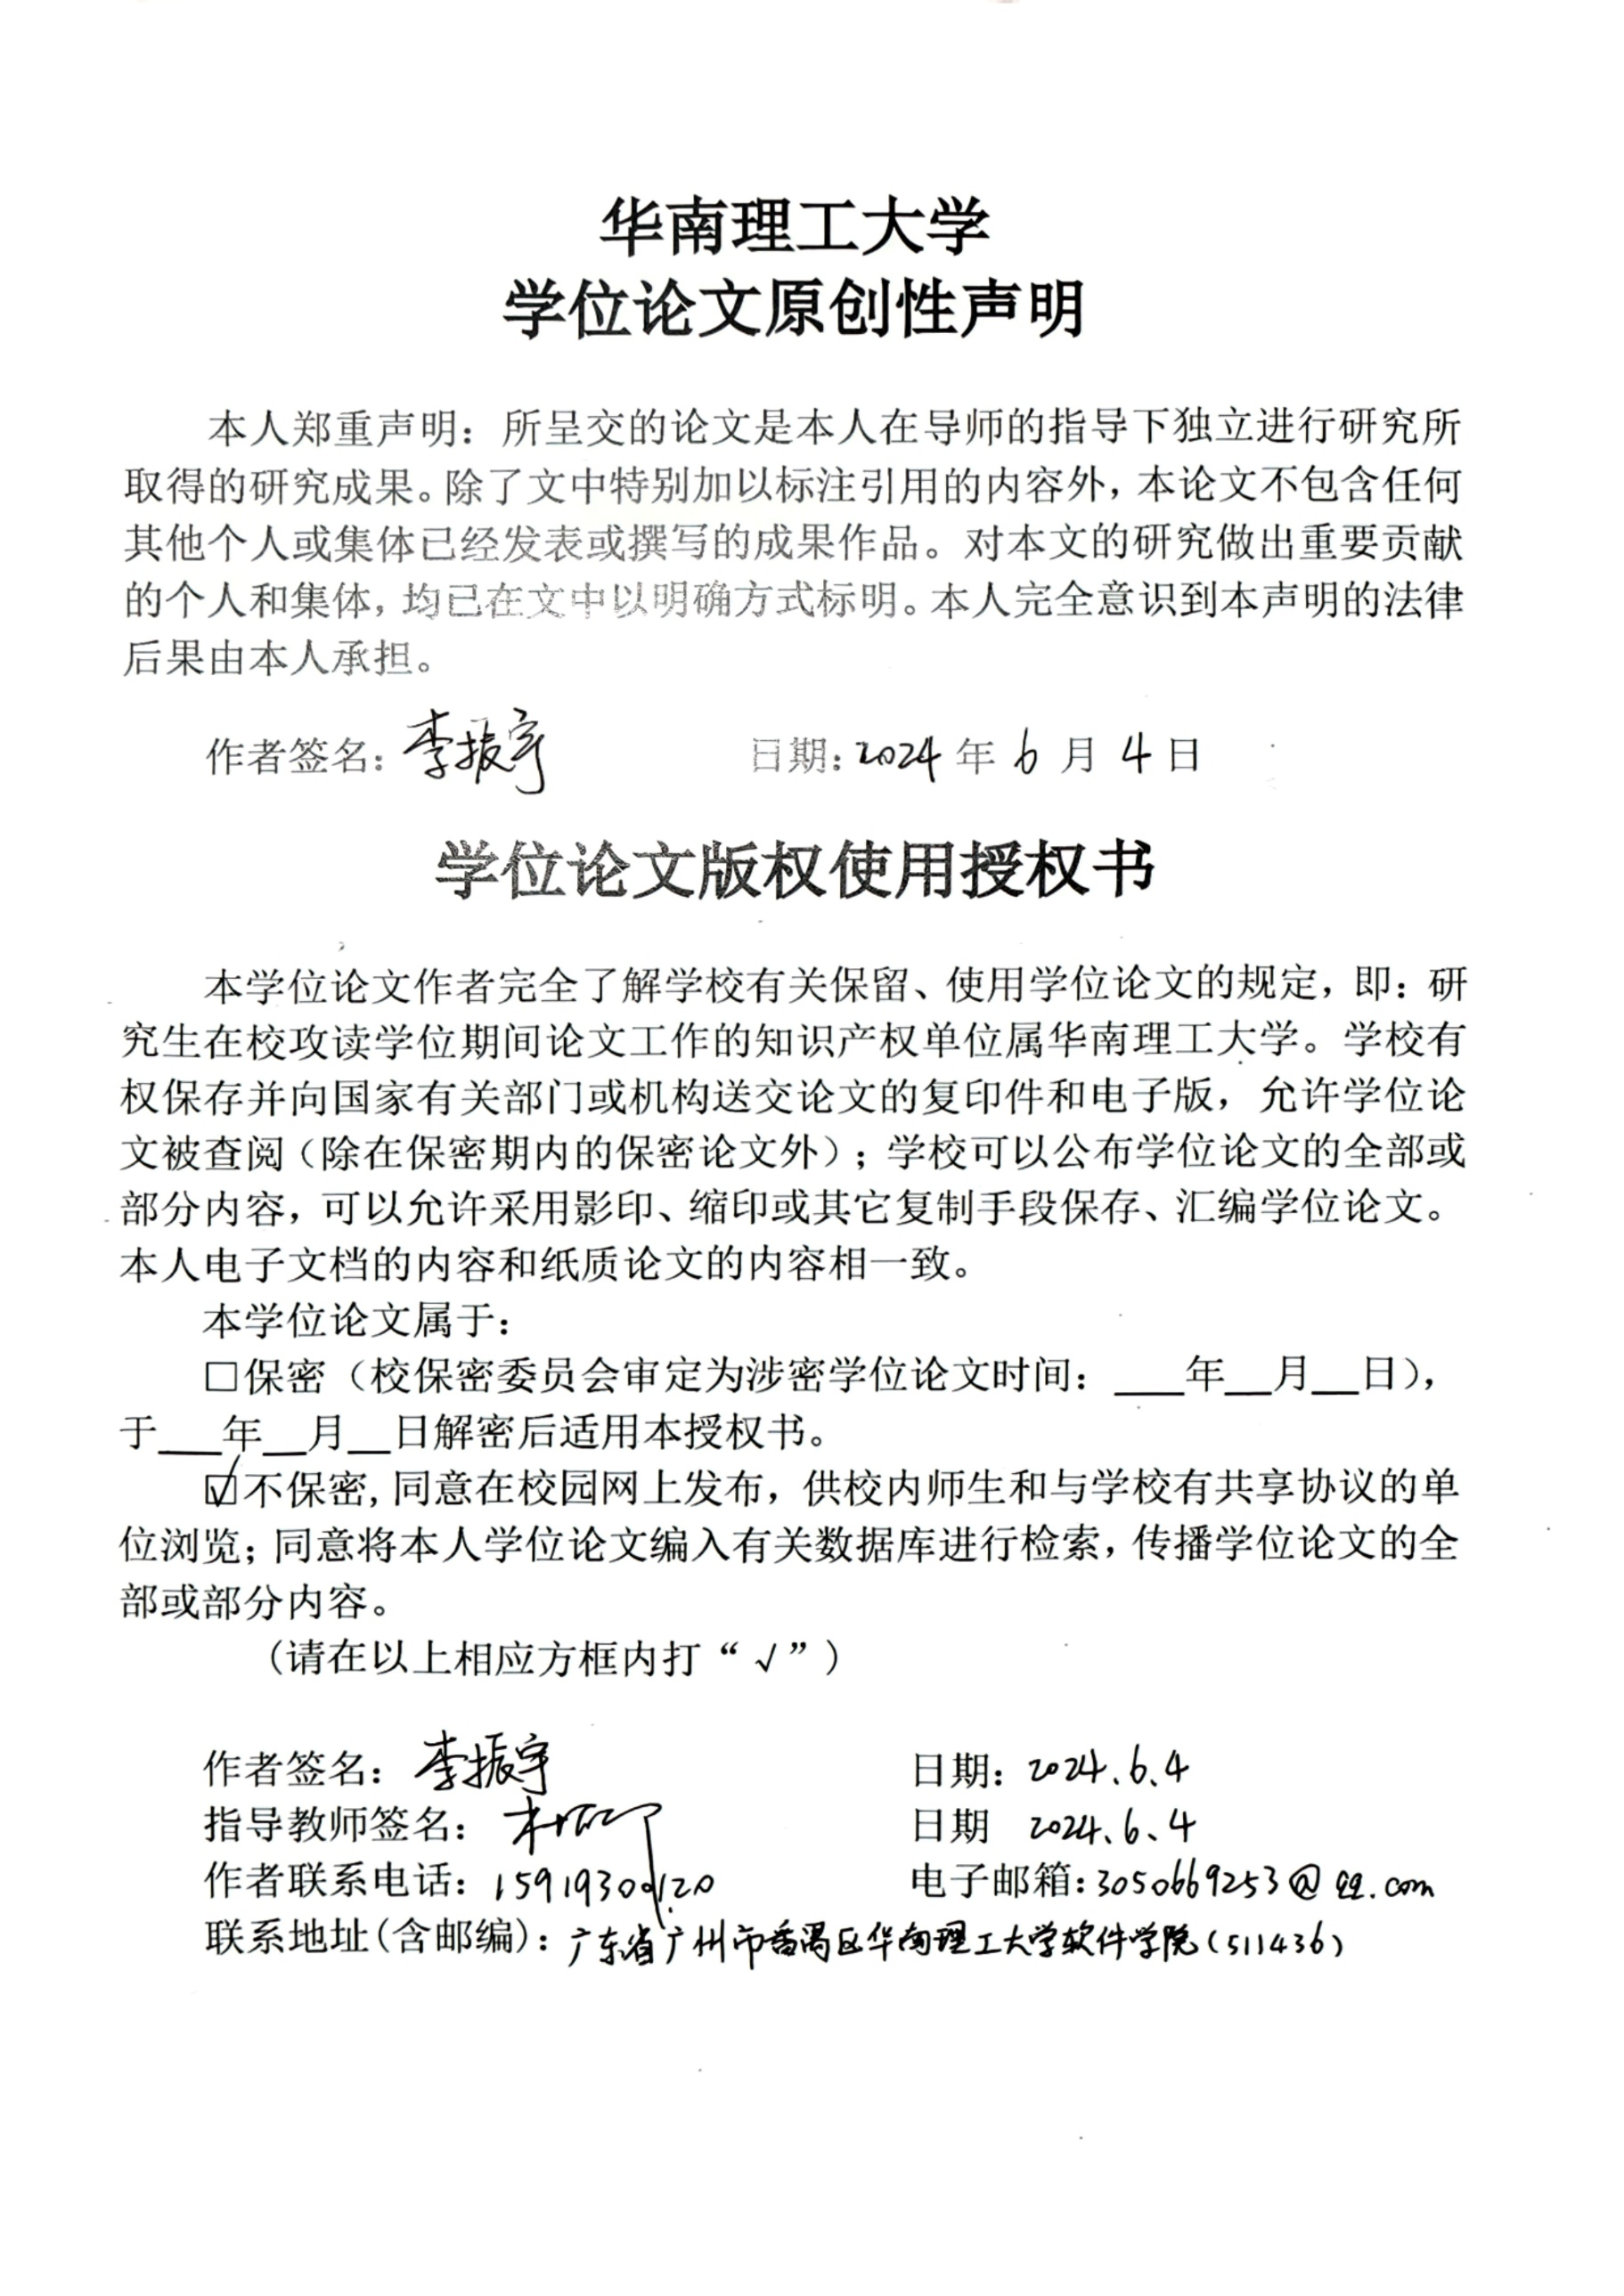 华南理工大学
学位论文原创性声明
本人郑重声明：所呈交的论文是本人在导师的指导下独立进行研究所
取得的研究成果。除了文中特别加以标注引用的内容外，本论文不包含任何
其他个人或集体已经发表或撰写的成果作品。对本文的研究做出重要贡献
的个人和集体，均已在文中以明确方式标明。本人完全意识到本声明的法律
后果由本人承担。
作者签名：李振宇 日期：2024年6月4日
学位论文版权使用授权书
本学位论文作者完全了解学校有关保留、使用学位论文的规定，即：研
究生在校攻读学位期间论文工作的知识产权单位属华南理工大学。学校有
权保存并向国家有关部门或机构送交论文的复印件和电子版，允许学位论
文被查阅（除在保密期内的保密论文外）；学校可以公布学位论文的全部或
部分内容，可以允许采用影印、缩印或其它复制手段保存、汇编学位论文。
本人电子文档的内容和纸质论文的内容相一致。
本学位论文属于：
□保密（校保密委员会审定为涉密学位论文时间：___年__月__日），
于___年__月__日解密后适用本授权书。
☑不保密,同意在校园网上发布，供校内师生和与学校有共享协议的单
位浏览；同意将本人学位论文编入有关数据库进行检索，传播学位论文的全
部或部分内容。
（请在以上相应方框内打“√”）
作者签名：李振宇 日期：2024.6.4
指导教师签名： 日期 2024.6.4
作者联系电话： 电子邮箱：3050669253@qq.com
联系地址(含邮编)：广东省广州市番禺区华南理工大学软件学院(511436)